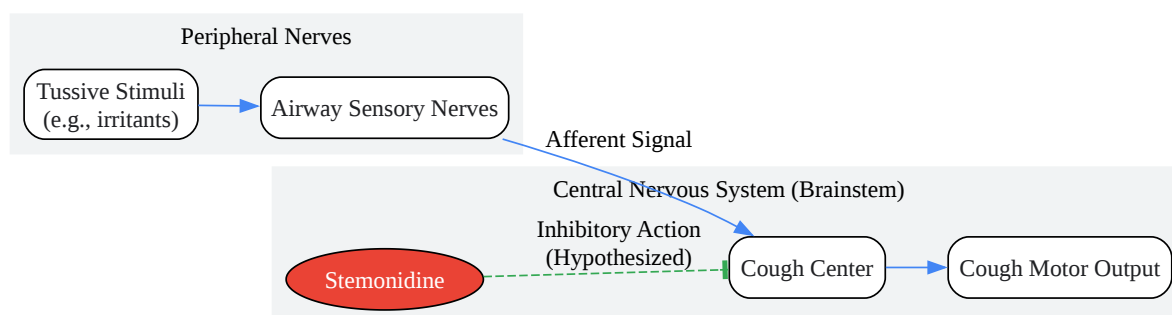 Peripheral Nerves
Tussive Stimuli
(e.g., irritants)
Airway Sensory Nerves
Afferent Signal
Central Nervous System (Brainstem)
Inhibitory Action
(Hypothesized)
Stemonidine
Cough Center
Cough Motor Output